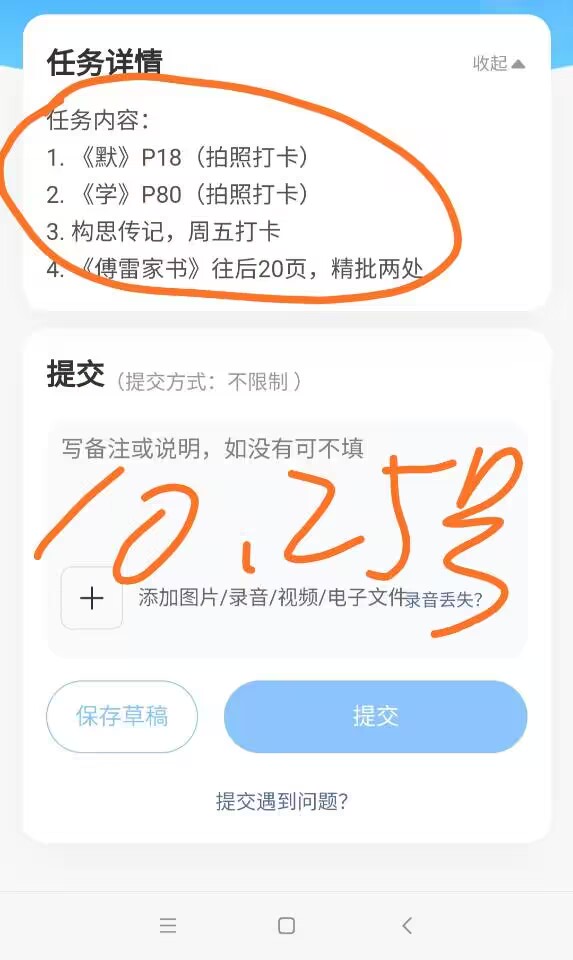 任务详情
收起
任务内容：
1. 《默》P18（拍照打卡）
2. 《学》P80（拍照打卡）
3. 构思传记，周五打卡
4. 《傅雷家书》往后20页，精批两处
提交（提交方式：不限制 ）
写备注或说明，如没有可不填
10.25号
添加图片/录音/视频/电子文件
录音丢失?
保存草稿
提交
提交遇到问题?